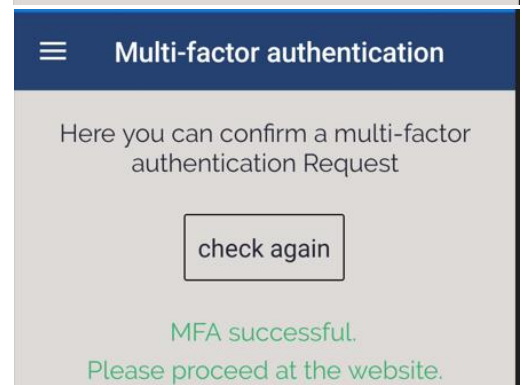 Multi-factor authentication
Here you can confirm a multi-factor
authentication Request
check again
MFA successful.
Please proceed at the website.